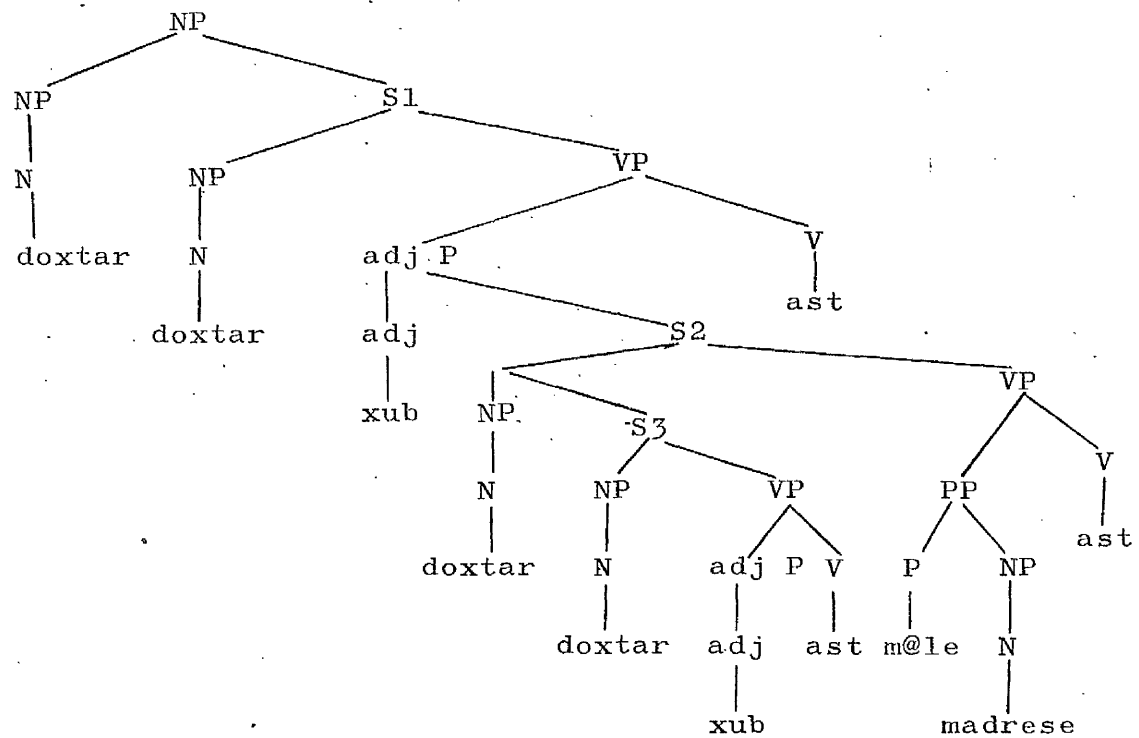 NP
NP S1
N NP VP
doxtar N adj P V
doxtar adj S2 ast
xub NP S3 VP
N NP VP PP V
doxtar N adj P V P NP ast
doxtar adj ast m@le N
xub madrese